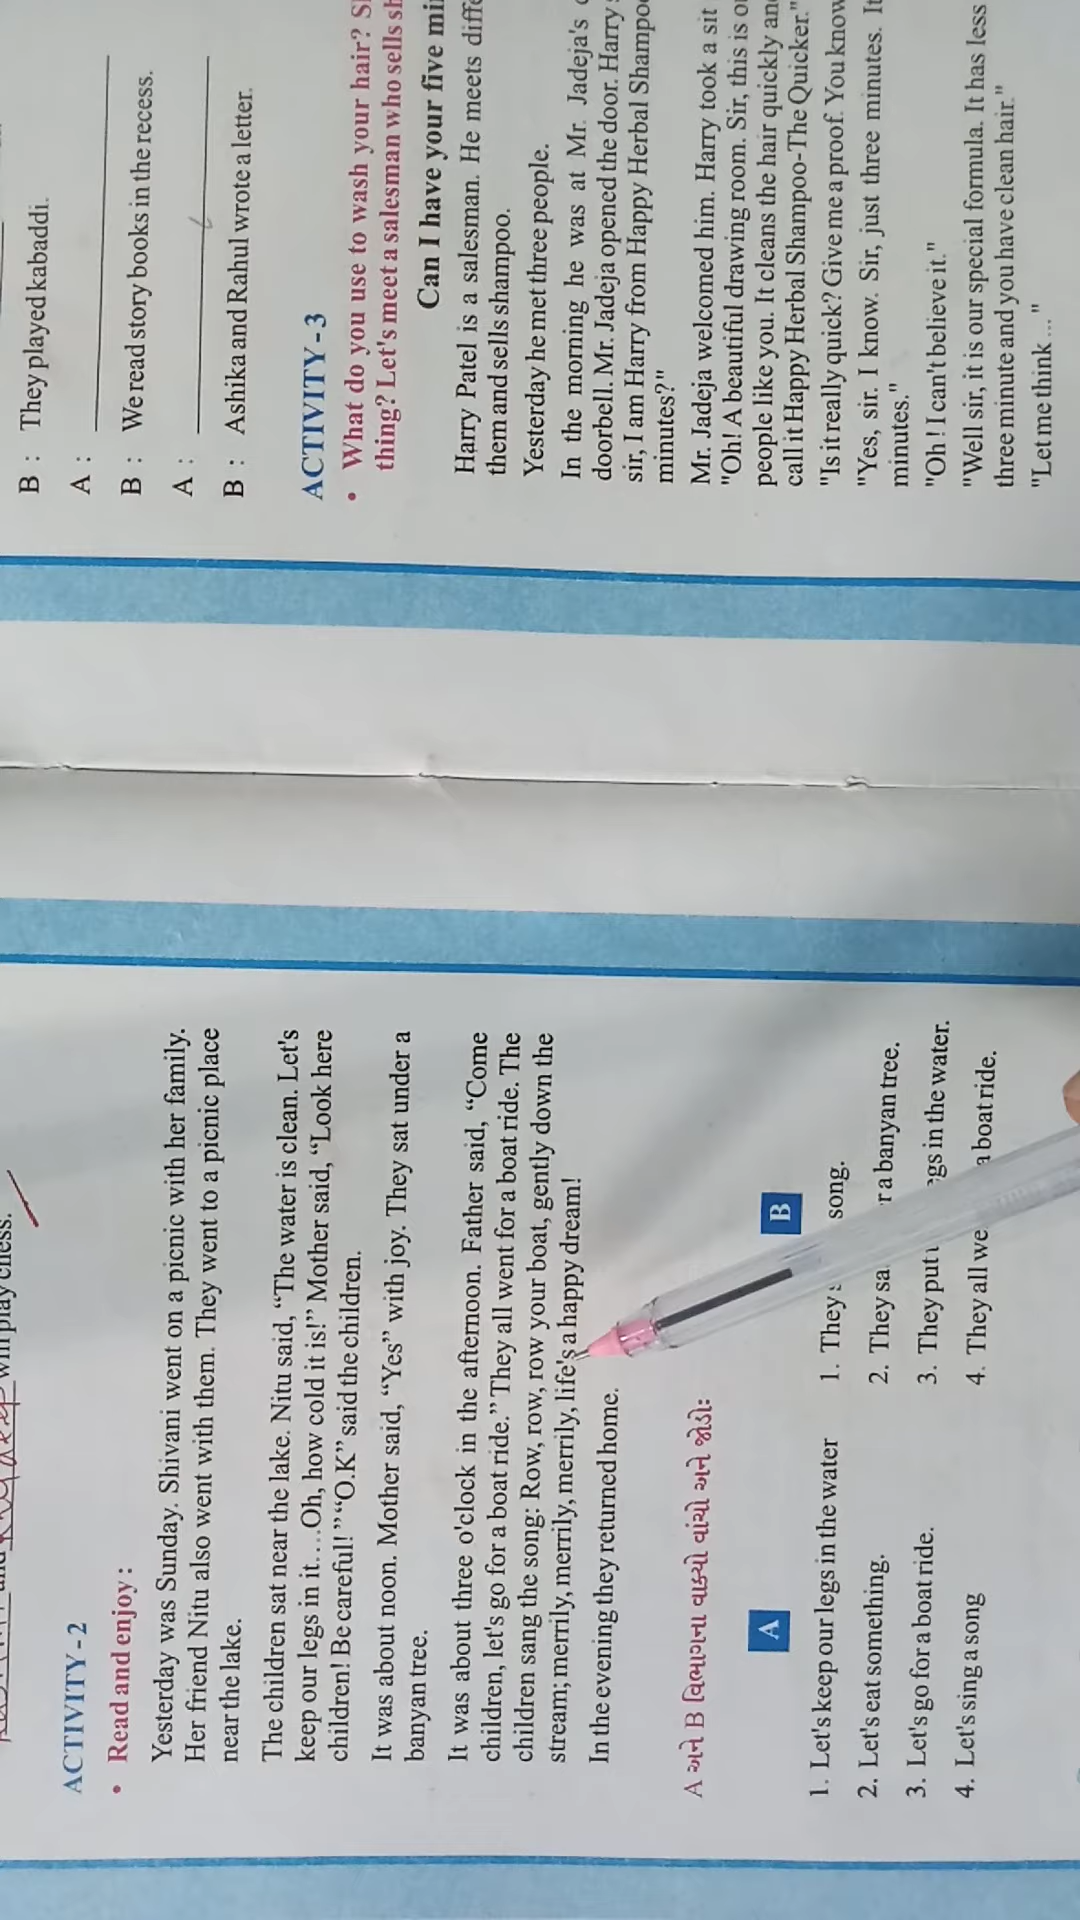 will play chess.
ACTIVITY-2
• Read and enjoy:
Yesterday was Sunday. Shivani went on a picnic with her family.
Her friend Nitu also went with them. They went to a picnic place
near the lake.
The children sat near the lake. Nitu said, “The water is clean. Let's
keep our legs in it....Oh, how cold it is!” Mother said, “Look here
children! Be careful!” “O.K” said the children.
It was about noon. Mother said, “Yes” with joy. They sat under a
banyan tree.
It was about three o'clock in the afternoon. Father said, “Come
children, let's go for a boat ride.” They all went for a boat ride. The
children sang the song: Row, row, row your boat, gently down the
stream; merrily, merrily, merrily, merrily, life's a happy dream!
In the evening they returned home.
A અને B વિભાગના વાક્યો વાંચો અને જોડોઃ
A
B
1. Let's keep our legs in the water
1. They song.
2. Let's eat something.
2. They a banyan tree.
3. Let's go for a boat ride.
3. They put in the water.
4. Let's sing a song
4. They all a boat ride.
B : They played kabaddi.
A :
B : We read story books in the recess.
A :
B : Ashika and Rahul wrote a letter.
ACTIVITY-3
• What do you use to wash your hair?
thing? Let's meet a salesman who sells
Can I have your five
Harry Patel is a salesman. He meets
them and sells shampoo.
Yesterday he met three people.
In the morning he was at Mr. Jadeja's
doorbell. Mr. Jadeja opened the door. Harry
sir, I am Harry from Happy Herbal
minutes?"
Mr. Jadeja welcomed him. Harry took a sit
"Oh! A beautiful drawing room. Sir, this is
people like you. It cleans the hair quickly
call it Happy Herbal Shampoo-The Quicker."
"Is it really quick? Give me a proof. You know
"Yes, sir. I know. Sir, just three minutes. It
minutes."
"Oh! I can't believe it."
"Well sir, it is our special formula. It has less
three minute and you have clean hair."
"Let me think ..."